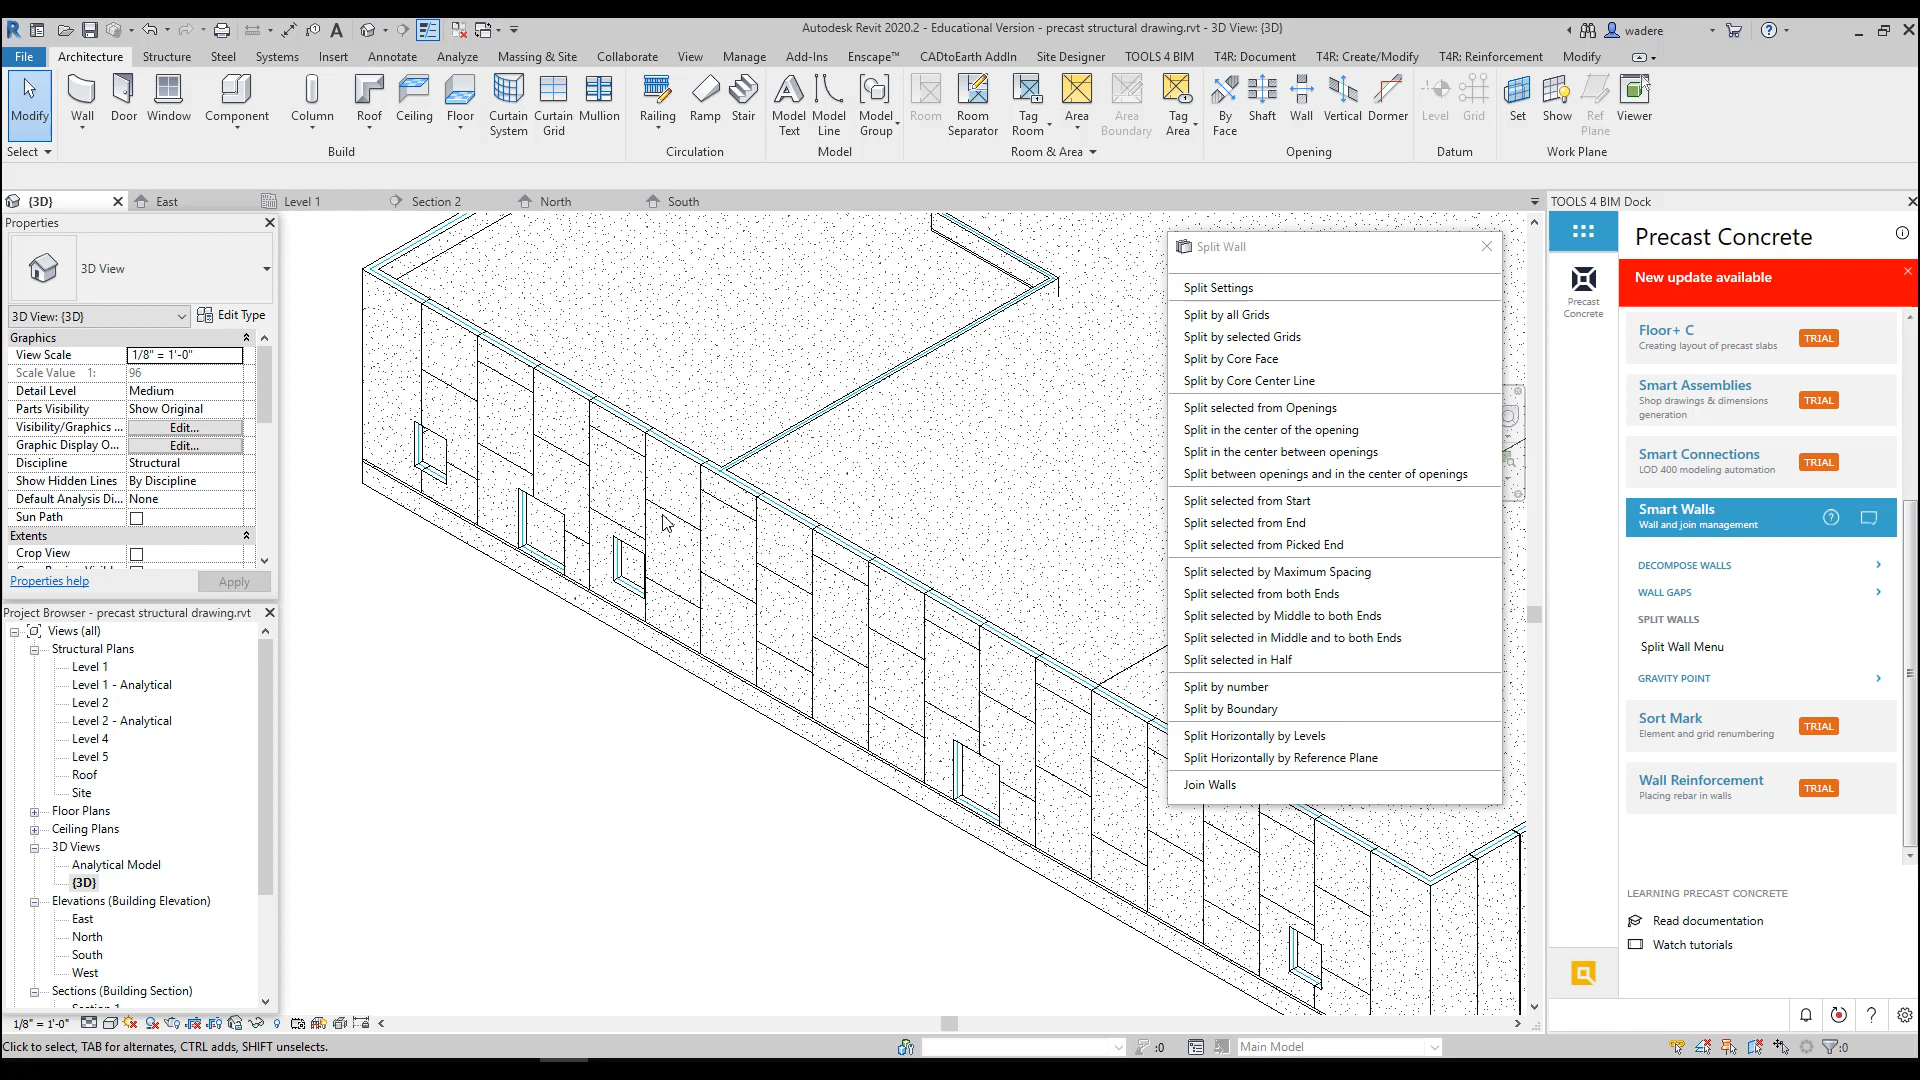 Autodesk Revit 2020.2 - Educational Version - precast structural drawing.rvt - 3D View: {3D}
wadere
File Architecture Structure Steel Systems Insert Annotate Analyze Massing & Site Collaborate View Manage Add-Ins Enscape™ CADtoEarth AddIn Site Designer TOOLS 4 BIM T4R: Document T4R: Create/Modify T4R: Reinforcement Modify
Modify Wall Door Window Component Column Roof Ceiling Floor Curtain System Curtain Grid Mullion Railing Ramp Stair Model Text Model Line Model Group Room Room Separator Tag Room Area Area Boundary Tag Area By Face Shaft Wall Vertical Dormer Level Grid Set Show Ref Plane Viewer
Select Build Circulation Model Room & Area Opening Datum Work Plane
{3D} East Level 1 Section 2 North South
Properties
3D View
3D View: {3D} Edit Type
Graphics
View Scale 1/8" = 1'-0"
Scale Value 1: 96
Detail Level Medium
Parts Visibility Show Original
Visibility/Graphics ... Edit...
Graphic Display O... Edit...
Discipline Structural
Show Hidden Lines By Discipline
Default Analysis Di... None
Sun Path
Extents
Crop View
Properties help Apply
Project Browser - precast structural drawing.rvt
Views (all)
Structural Plans
Level 1
Level 1 - Analytical
Level 2
Level 2 - Analytical
Level 4
Level 5
Roof
Site
Floor Plans
Ceiling Plans
3D Views
Analytical Model
{3D}
Elevations (Building Elevation)
East
North
South
West
Sections (Building Section)
Split Wall
Split Settings
Split by all Grids
Split by selected Grids
Split by Core Face
Split by Core Center Line
Split selected from Openings
Split in the center of the opening
Split in the center between openings
Split between openings and in the center of openings
Split selected from Start
Split selected from End
Split selected from Picked End
Split selected by Maximum Spacing
Split selected from both Ends
Split selected by Middle to both Ends
Split selected in Middle and to both Ends
Split selected in Half
Split by number
Split by Boundary
Split Horizontally by Levels
Split Horizontally by Reference Plane
Join Walls
TOOLS 4 BIM Dock
Precast Concrete
Precast
Concrete
New update available
Floor+ C
Creating layout of precast slabs
TRIAL
Smart Assemblies
Shop drawings & dimensions
generation
TRIAL
Smart Connections
LOD 400 modeling automation
TRIAL
Smart Walls
Wall and join management
DECOMPOSE WALLS
WALL GAPS
SPLIT WALLS
Split Wall Menu
GRAVITY POINT
Sort Mark
Element and grid renumbering
TRIAL
Wall Reinforcement
Placing rebar in walls
TRIAL
LEARNING PRECAST CONCRETE
Read documentation
Watch tutorials
1/8" = 1'-0"
Click to select, TAB for alternates, CTRL adds, SHIFT unselects.
:0
Main Model
:0